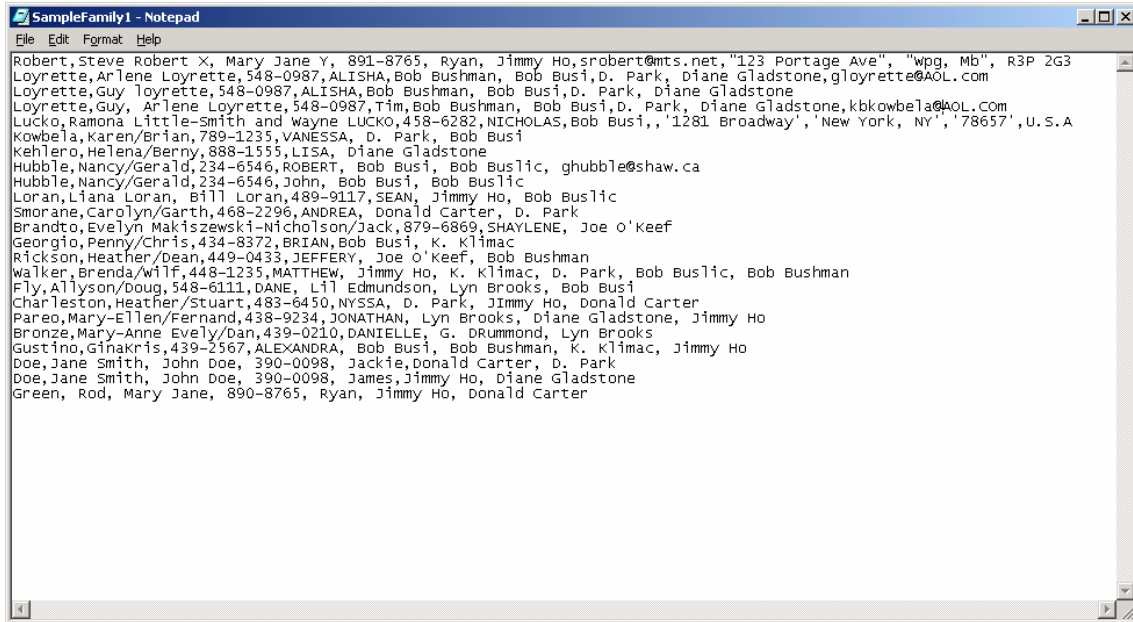 SampleFamily1 - Notepad
File Edit Format Help
Robert,Steve Robert X, Mary Jane Y, 891-8765, Ryan, Jimmy Ho,srobert@mts.net,"123 Portage Ave", "Wpg, Mb", R3P 2G3
Loyrette,Arlene Loyrette,548-0987,ALISHA,Bob Bushman, Bob Busi,D. Park, Diane Gladstone,gloyrette@AOL.com
Loyrette,Guy loyrette,548-0987,ALISHA,Bob Bushman, Bob Busi,D. Park, Diane Gladstone
Loyrette,Guy, Arlene Loyrette,548-0987,Tim,Bob Bushman, Bob Busi,D. Park, Diane Gladstone,kbkowbela@AOL.com
Lucko,Ramona Little-Smith and Wayne LUCKO,458-6282,NICHOLAS,Bob Busi,,'1281 Broadway','New York, NY','78657',U.S.A
Kowbela,Karen/Brian,789-1235,VANESSA, D. Park, Bob Busi
Kehlero,Helena/Berny,888-1555,LISA, Diane Gladstone
Hubble,Nancy/Gerald,234-6546,ROBERT, Bob Busi, Bob Buslic, ghubble@shaw.ca
Hubble,Nancy/Gerald,234-6546,John, Bob Busi, Bob Buslic
Loran,Liana Loran, Bill Loran,489-9117,SEAN, Jimmy Ho, Bob Buslic
Smorane,Carolyn/Garth,468-2296,ANDREA, Donald Carter, D. Park
Brandto,Evelyn Makiszewski-Nicholson/Jack,879-6869,SHAYLENE, Joe O'Keef
Georgio,Penny/Chris,434-8372,BRIAN,Bob Busi, K. Klimac
Rickson,Heather/Dean,449-0433,JEFFERY, Joe O'Keef, Bob Bushman
Walker,Brenda/Wilf,448-1235,MATTHEW, Jimmy Ho, K. Klimac, D. Park, Bob Buslic, Bob Bushman
Fly,Allyson/Doug,548-6111,DANE, Lil Edmundson, Lyn Brooks, Bob Busi
Charleston,Heather/Stuart,483-6450,NYSSA, D. Park, JImmy Ho, Donald Carter
Pareo,Mary-Ellen/Fernand,438-9234,JONATHAN, Lyn Brooks, Diane Gladstone, Jimmy Ho
Bronze,Mary-Anne Evely/Dan,439-0210,DANIELLE, G. DRummond, Lyn Brooks
Gustino,GinaKris,439-2567,ALEXANDRA, Bob Busi, Bob Bushman, K. Klimac, Jimmy Ho
Doe,Jane Smith, John Doe, 390-0098, Jackie,Donald Carter, D. Park
Doe,Jane Smith, John Doe, 390-0098, James,Jimmy Ho, Diane Gladstone
Green, Rod, Mary Jane, 890-8765, Ryan, Jimmy Ho, Donald Carter